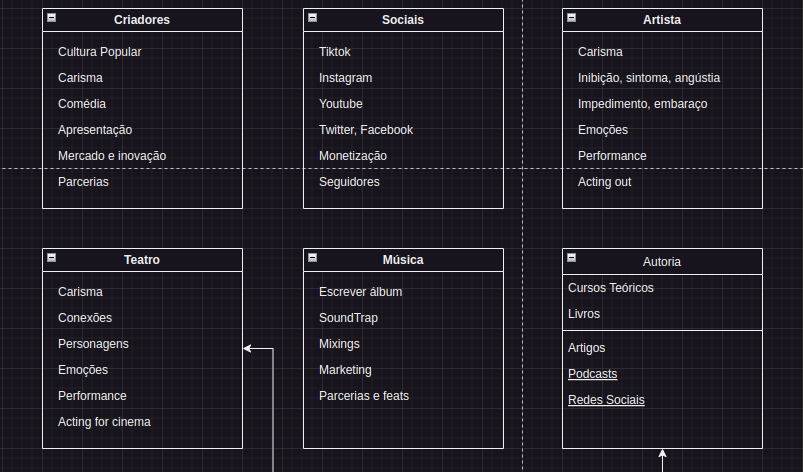 Criadores
Cultura Popular
Carisma
Comédia
Apresentação
Mercado e inovação
Parcerias
Sociais
Tiktok
Instagram
Youtube
Twitter, Facebook
Monetização
Seguidores
Artista
Carisma
Inibição, sintoma, angústia
Impedimento, embaraço
Emoções
Performance
Acting out
Teatro
Carisma
Conexões
Personagens
Emoções
Performance
Acting for cinema
Música
Escrever álbum
SoundTrap
Mixings
Marketing
Parcerias e feats
Autoria
Cursos Teóricos
Livros
Artigos
Podcasts
Redes Sociais